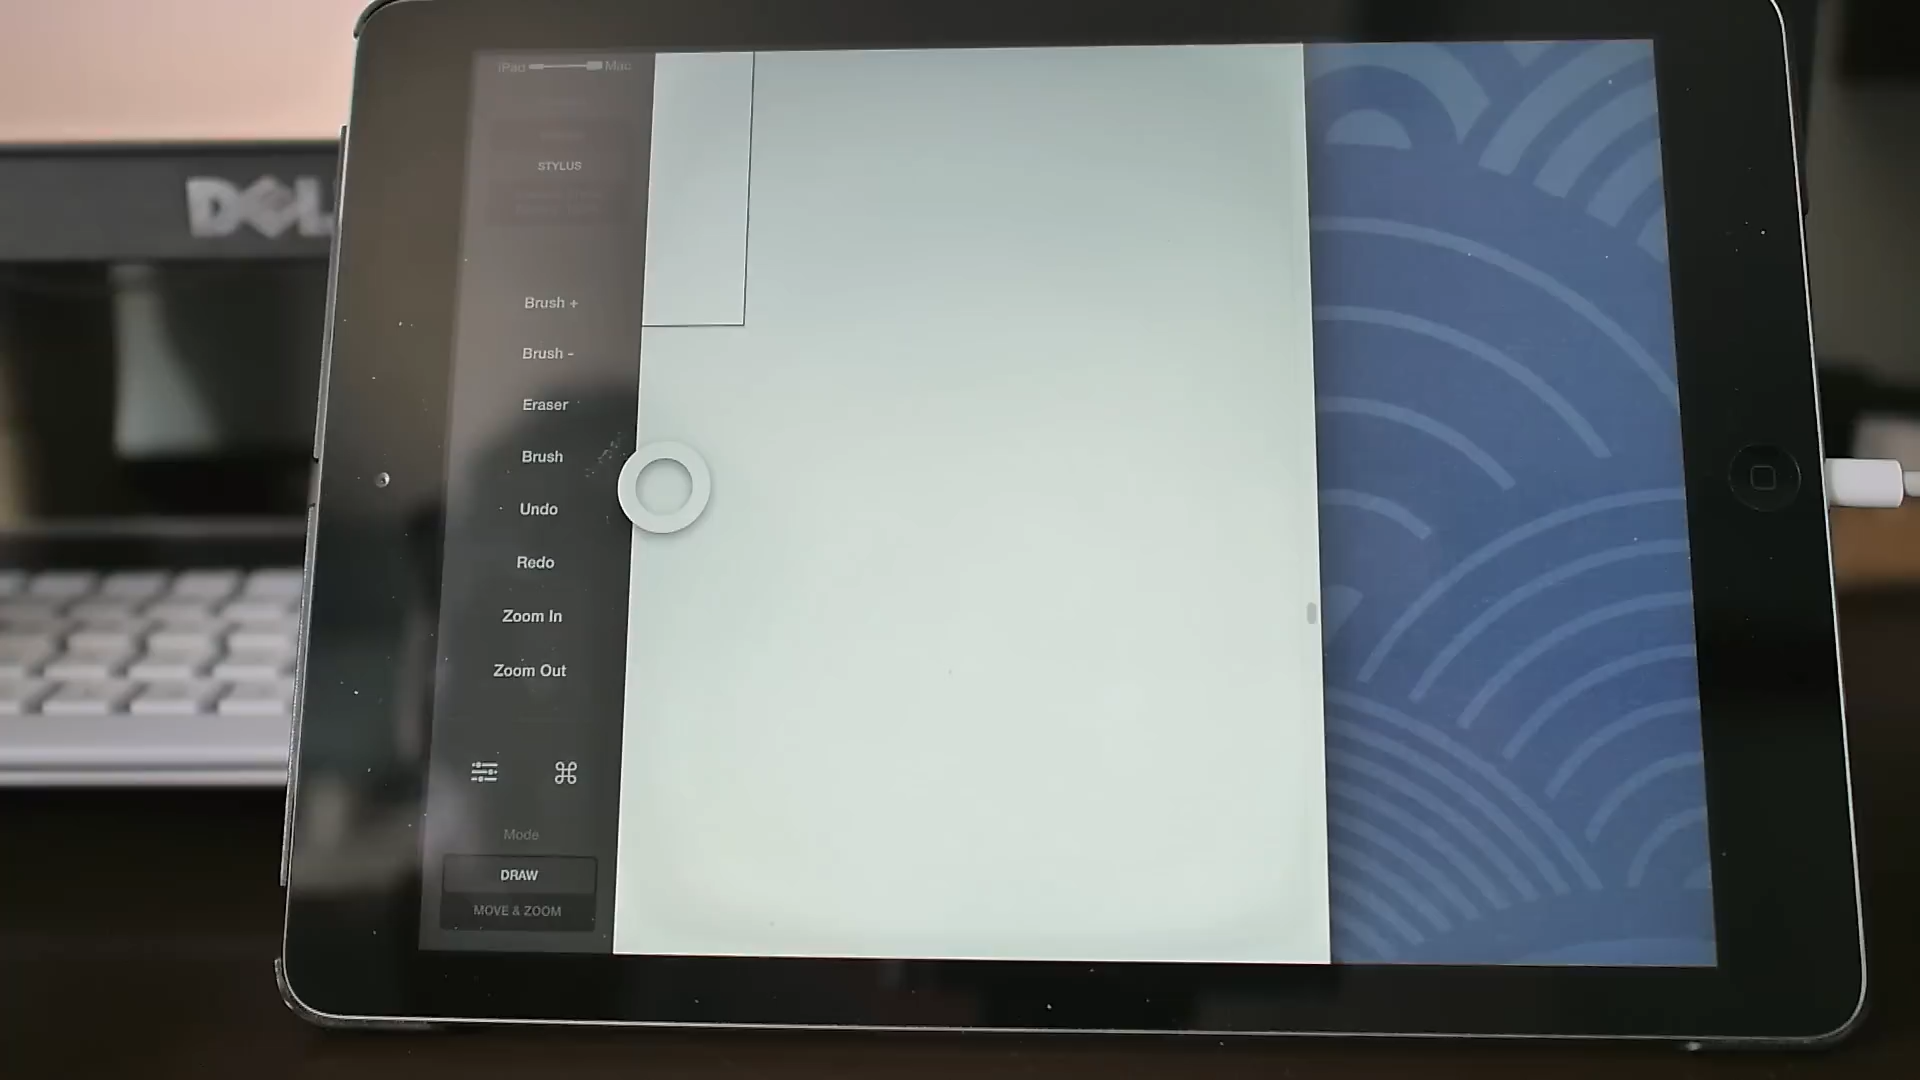 iPad Mac
DELL
STYLUS
Brush +
Brush -
Eraser
Brush
Undo
Redo
Zoom In
Zoom Out
Mode
DRAW
MOVE & ZOOM